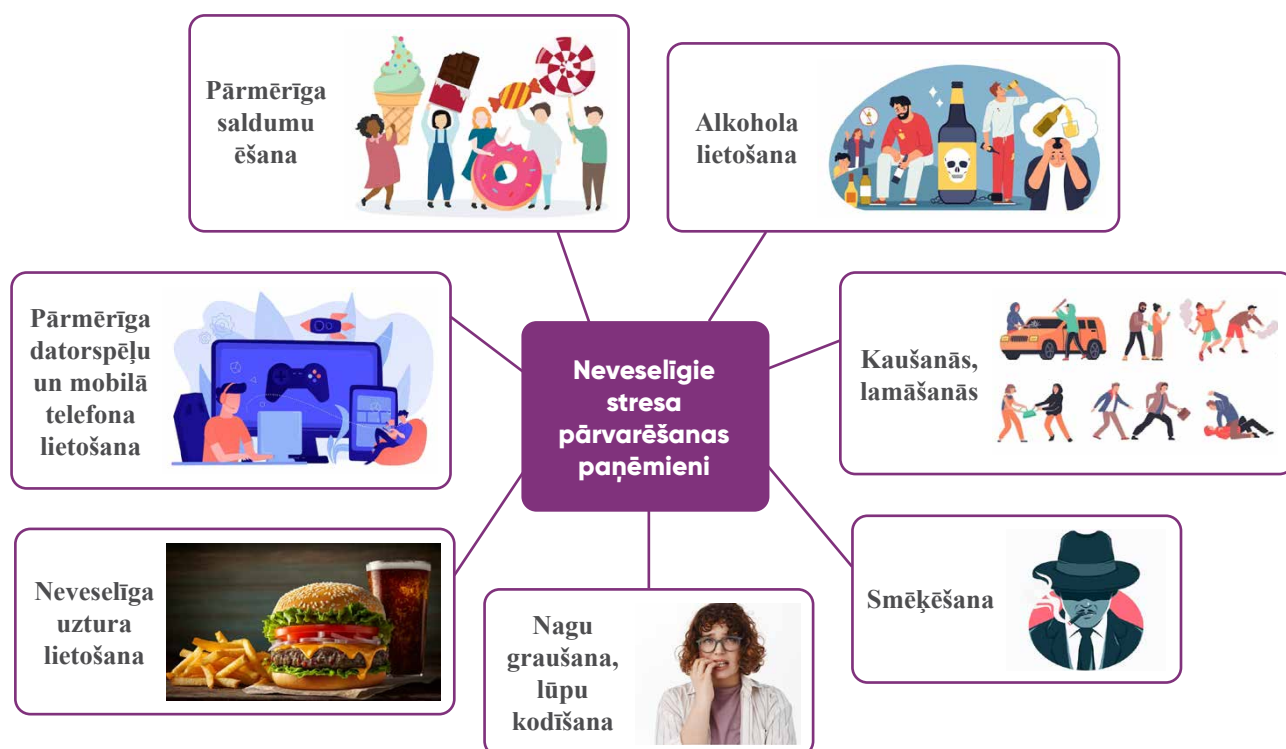 Pārmērīga
saldumu
ēšana
Alkohola
lietošana
Pārmērīga
datorspēļu
un mobilā
telefona
lietošana
Neveselīgie
stresa
pārvarēšanas
paņēmieni
Kaušanās,
lamāšanās
Neveselīga
uztura
lietošana
Nagu
graušana,
lūpu
kodīšana
Smēķēšana